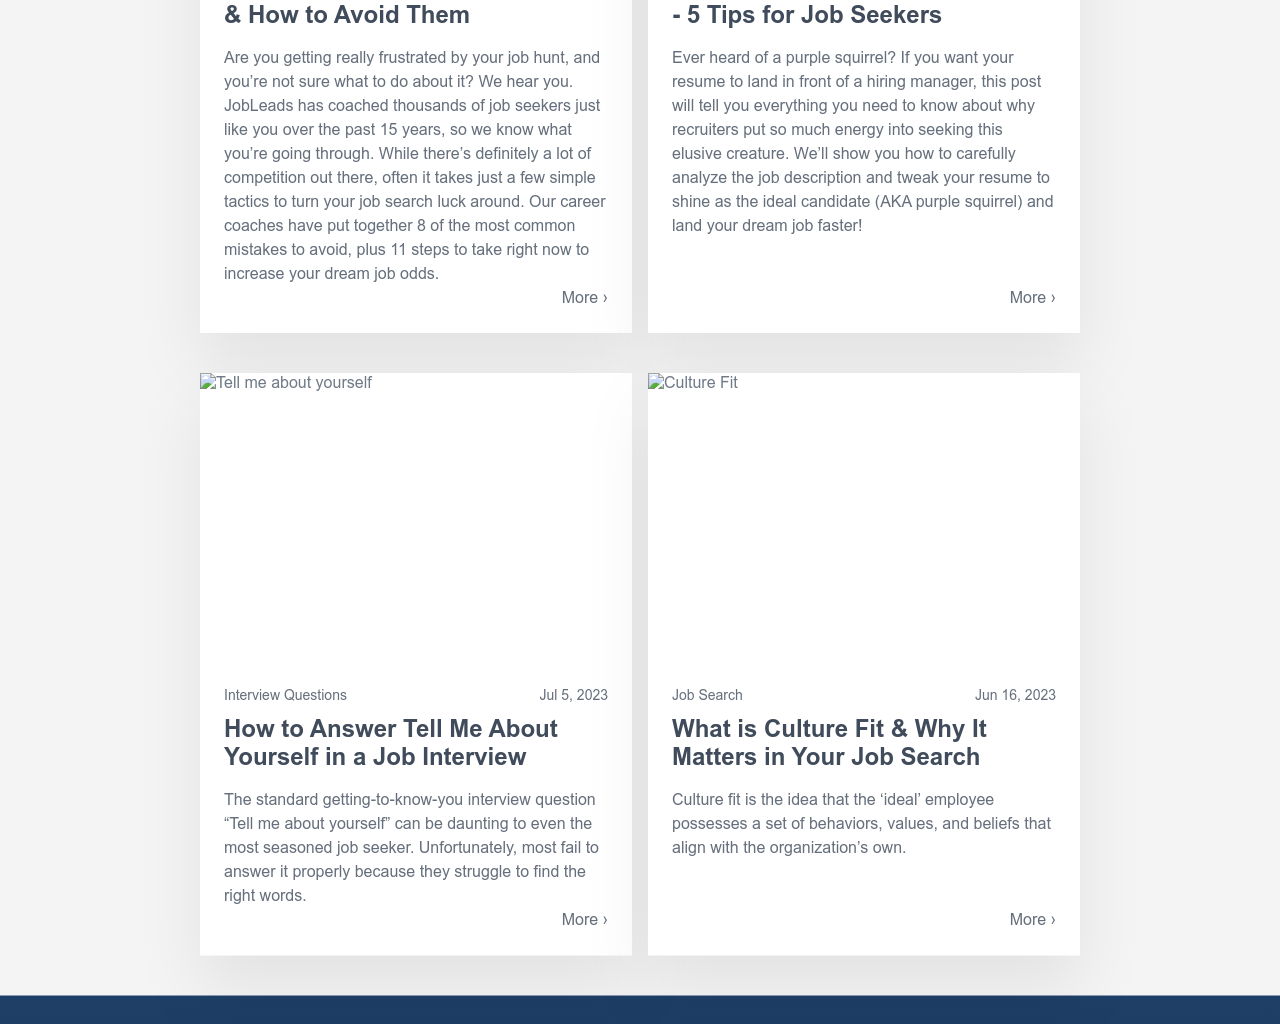 & How to Avoid Them
Are you getting really frustrated by your job hunt, and
you’re not sure what to do about it? We hear you.
JobLeads has coached thousands of job seekers just
like you over the past 15 years, so we know what
you’re going through. While there’s definitely a lot of
competition out there, often it takes just a few simple
tactics to turn your job search luck around. Our career
coaches have put together 8 of the most common
mistakes to avoid, plus 11 steps to take right now to
increase your dream job odds.
More ›
- 5 Tips for Job Seekers
Ever heard of a purple squirrel? If you want your
resume to land in front of a hiring manager, this post
will tell you everything you need to know about why
recruiters put so much energy into seeking this
elusive creature. We’ll show you how to carefully
analyze the job description and tweak your resume to
shine as the ideal candidate (AKA purple squirrel) and
land your dream job faster!
More ›
Tell me about yourself
Interview Questions
Jul 5, 2023
How to Answer Tell Me About
Yourself in a Job Interview
The standard getting-to-know-you interview question
“Tell me about yourself” can be daunting to even the
most seasoned job seeker. Unfortunately, most fail to
answer it properly because they struggle to find the
right words.
More ›
Culture Fit
Job Search
Jun 16, 2023
What is Culture Fit & Why It
Matters in Your Job Search
Culture fit is the idea that the ‘ideal’ employee
possesses a set of behaviors, values, and beliefs that
align with the organization’s own.
More ›